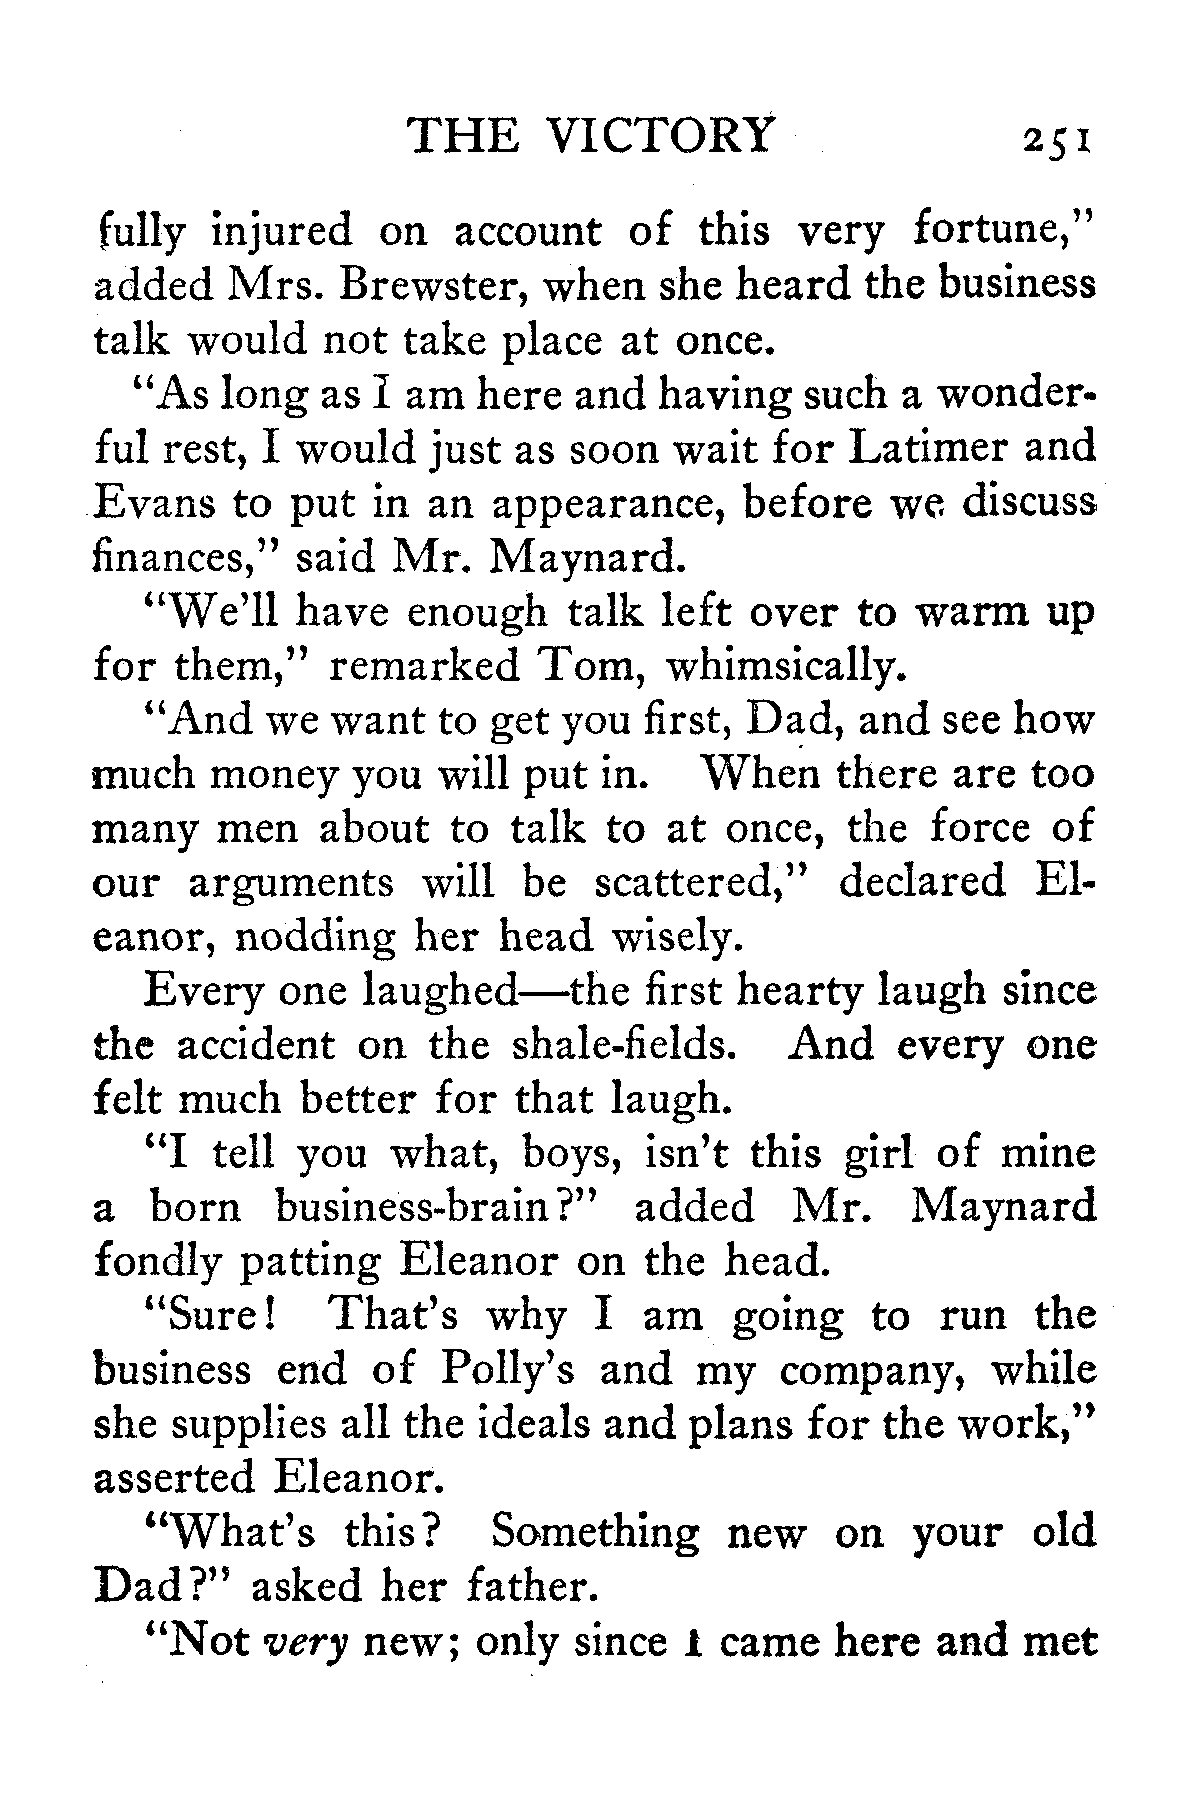 THE VICTORY 251
fully injured on account of this very fortune,"
added Mrs. Brewster, when she heard the business
talk would not take place at once.
"As long as I am here and having such a wonder-
ful rest, I would just as soon wait for Latimer and
Evans to put in an appearance, before we discuss
finances," said Mr. Maynard.
"We'll have enough talk left over to warm up
for them," remarked Tom, whimsically.
"And we want to get you first, Dad, and see how
much money you will put in. When there are too
many men about to talk to at once, the force of
our arguments will be scattered," declared El-
eanor, nodding her head wisely.
Every one laughed—the first hearty laugh since
the accident on the shale-fields. And every one
felt much better for that laugh.
"I tell you what, boys, isn't this girl of mine
a born business-brain?" added Mr. Maynard
fondly patting Eleanor on the head.
"Sure! That's why I am going to run the
business end of Polly's and my company, while
she supplies all the ideals and plans for the work,"
asserted Eleanor.
"What's this? Something new on your old
Dad?" asked her father.
"Not very new; only since I came here and met